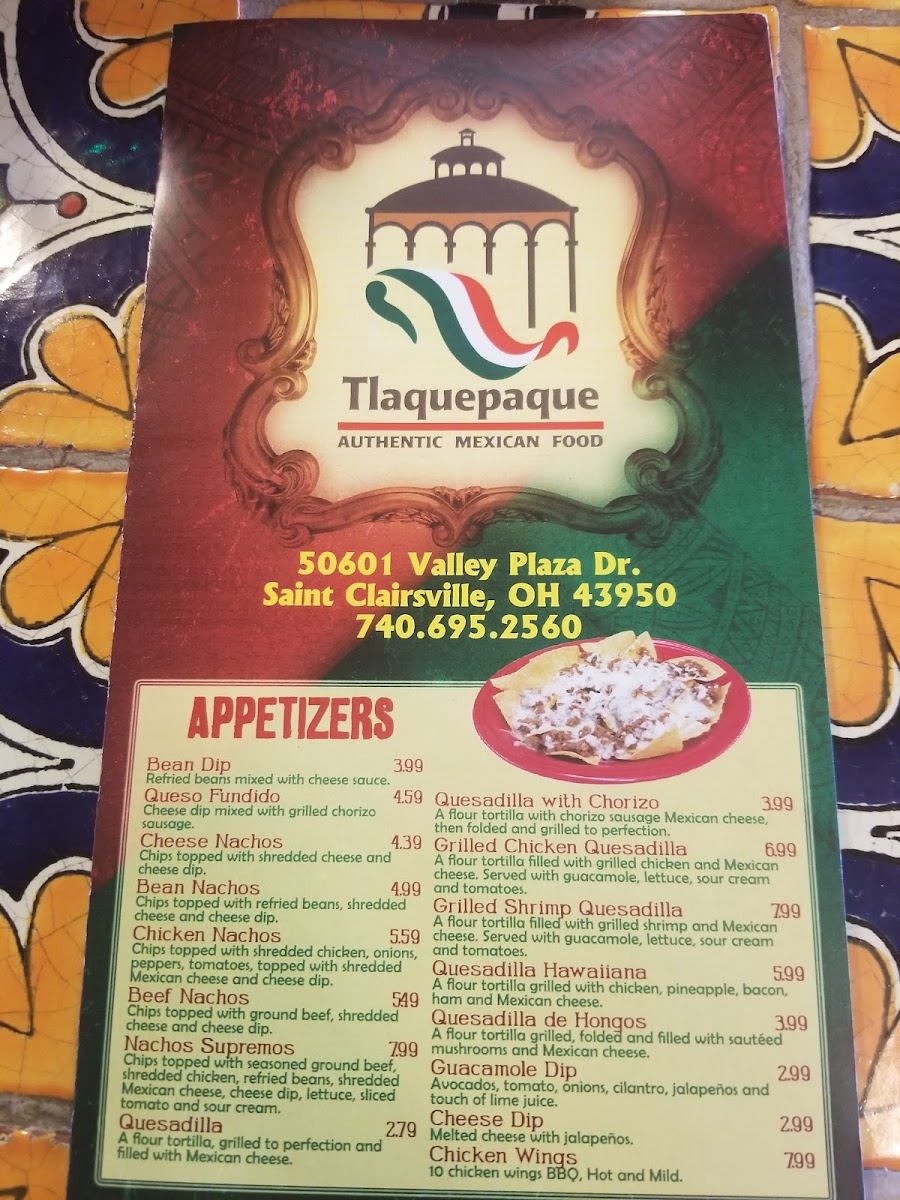 Tlaquepaque
AUTHENTIC MEXICAN FOOD
50601 Valley Plaza Dr.
Saint Clairsville, OH 43950
740.695.2560
APPETIZERS
Bean Dip 3.99
Refried beans mixed with cheese sauce.
Queso Fundido 4.59
Cheese dip mixed with grilled chorizo
sausage.
Cheese Nachos 4.39
Chips topped with shredded cheese and
cheese dip.
Bean Nachos 4.99
Chips topped with refried beans, shredded
cheese and cheese dip.
Chicken Nachos 5.59
Chips topped with shredded chicken, onions,
peppers, tomatoes, topped with shredded
Mexican cheese and cheese dip.
Beef Nachos 5.49
Chips topped with ground beef, shredded
cheese and cheese dip.
Nachos Supremos 7.99
Chips topped with seasoned ground beef,
shredded chicken, refried beans, shredded
Mexican cheese, cheese dip, lettuce, sliced
tomato and sour cream.
Quesadilla 2.79
A flour tortilla, grilled to perfection and
filled with Mexican cheese.
Quesadilla with Chorizo 3.99
A flour tortilla with chorizo sausage Mexican cheese,
then folded and grilled to perfection.
Grilled Chicken Quesadilla 6.99
A flour tortilla filled with grilled chicken and Mexican
cheese. Served with guacamole, lettuce, sour cream
and tomatoes.
Grilled Shrimp Quesadilla 7.99
A flour tortilla filled with grilled shrimp and Mexican
cheese. Served with guacamole, lettuce, sour cream
and tomatoes.
Quesadilla Hawaiiana 5.99
A flour tortilla grilled with chicken, pineapple, bacon,
ham and Mexican cheese.
Quesadilla de Hongos 3.99
A flour tortilla grilled, folded and filled with sautéed
mushrooms and Mexican cheese.
Guacamole Dip 2.99
Avocados, tomato, onions, cilantro, jalapeños and
touch of lime juice.
Cheese Dip 2.99
Melted cheese with jalapeños.
Chicken Wings 7.99
10 chicken wings BBQ, Hot and Mild.